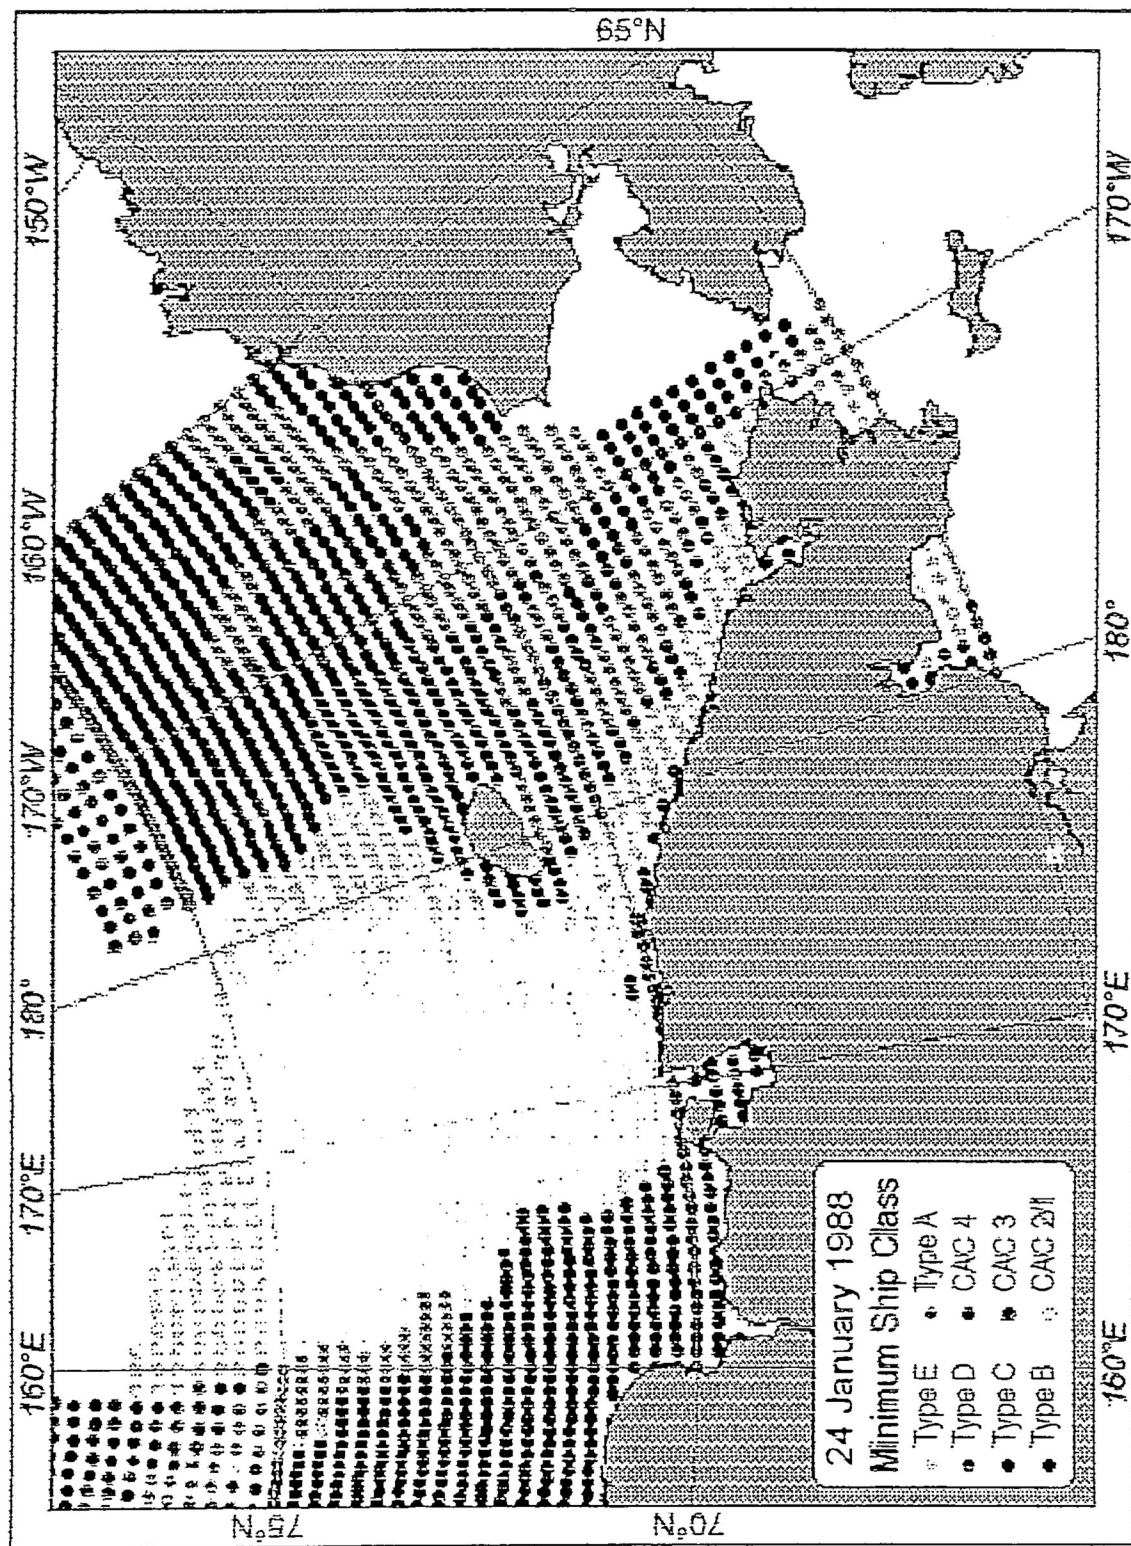 150°W
160°W
170°W
180°
170°E
160°E
65°N
75°N
70°N
170°W
180°
170°E
160°E
24 January 1988
Minimum Ship Class
Type E Type A
Type D CAC 4
Type C CAC 3
Type B CAC 2/1